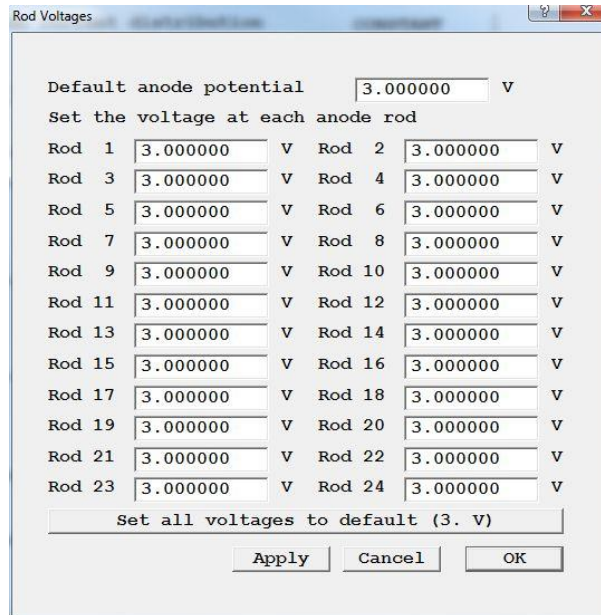 Rod Voltages
Default anode potential 3.000000 V
Set the voltage at each anode rod
Rod 1 3.000000 V Rod 2 3.000000 V
Rod 3 3.000000 V Rod 4 3.000000 V
Rod 5 3.000000 V Rod 6 3.000000 V
Rod 7 3.000000 V Rod 8 3.000000 V
Rod 9 3.000000 V Rod 10 3.000000 V
Rod 11 3.000000 V Rod 12 3.000000 V
Rod 13 3.000000 V Rod 14 3.000000 V
Rod 15 3.000000 V Rod 16 3.000000 V
Rod 17 3.000000 V Rod 18 3.000000 V
Rod 19 3.000000 V Rod 20 3.000000 V
Rod 21 3.000000 V Rod 22 3.000000 V
Rod 23 3.000000 V Rod 24 3.000000 V
Set all voltages to default (3. V)
Apply Cancel OK